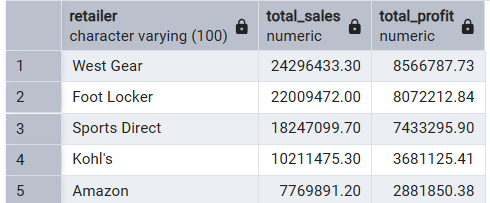 retailer total_sales total_profit
character varying (100) numeric numeric
1 West Gear 24296433.30 8566787.73
2 Foot Locker 22009472.00 8072212.84
3 Sports Direct 18247099.70 7433295.90
4 Kohl's 10211475.30 3681125.41
5 Amazon 7769891.20 2881850.38